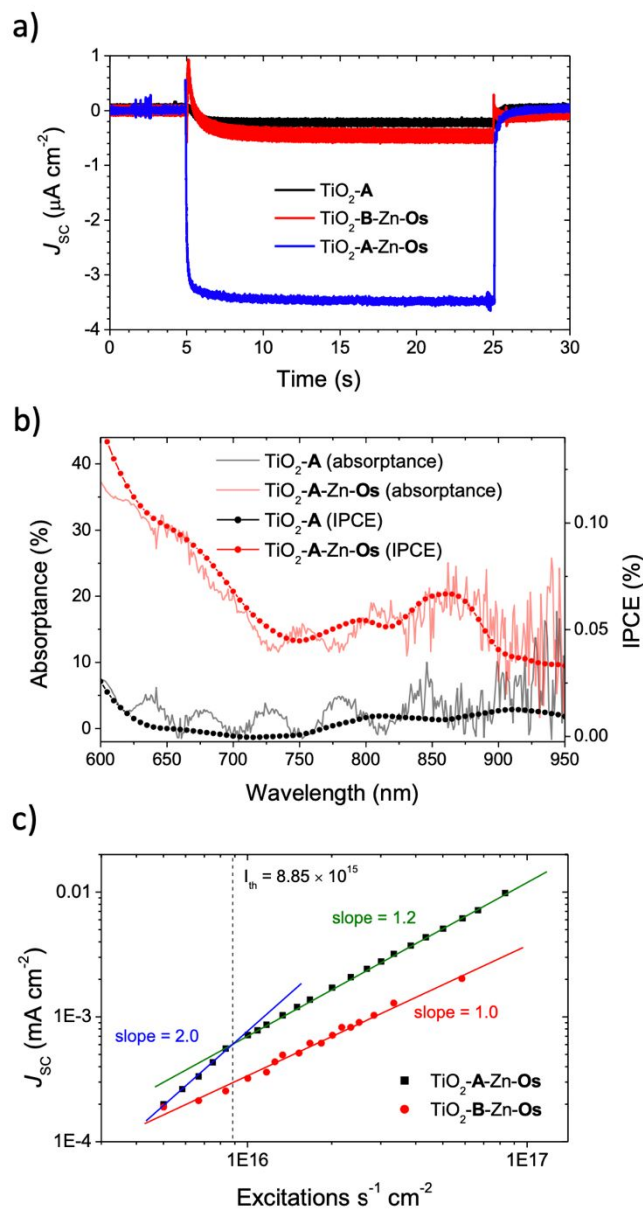 a)
1
0
-1
-2
-3
-4
J_SC (μA cm⁻²)
TiO₂-A
TiO₂-B-Zn-Os
TiO₂-A-Zn-Os
0 5 10 15 20 25 30
Time (s)
b)
40
30
20
10
0
Absorptance (%)
TiO₂-A (absorptance)
TiO₂-A-Zn-Os (absorptance)
TiO₂-A (IPCE)
TiO₂-A-Zn-Os (IPCE)
0.10
0.05
0.00
IPCE (%)
600 650 700 750 800 850 900 950
Wavelength (nm)
c)
0.01
1E-3
1E-4
J_SC (mA cm⁻²)
I_th = 8.85 × 10¹⁵
slope = 1.2
slope = 2.0
slope = 1.0
TiO₂-A-Zn-Os
TiO₂-B-Zn-Os
1E16 1E17
Excitations s⁻¹ cm⁻²